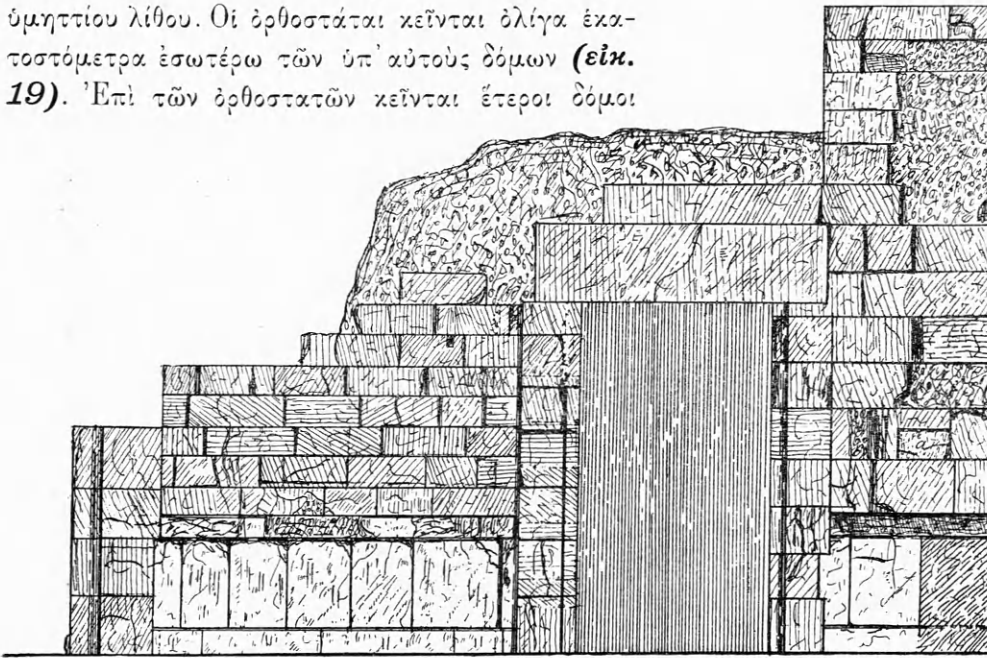 ὑμηττίου λίθου. Οἱ ὀρθοστάται κεῖνται ὀλίγα ἑκα-
τοστόμετρα ἐσωτέρω τῶν ὑπ' αὐτοὺς δόμων (εἰκ.
19). Ἐπὶ τῶν ὀρθοστατῶν κεῖνται ἕτεροι δόμοι